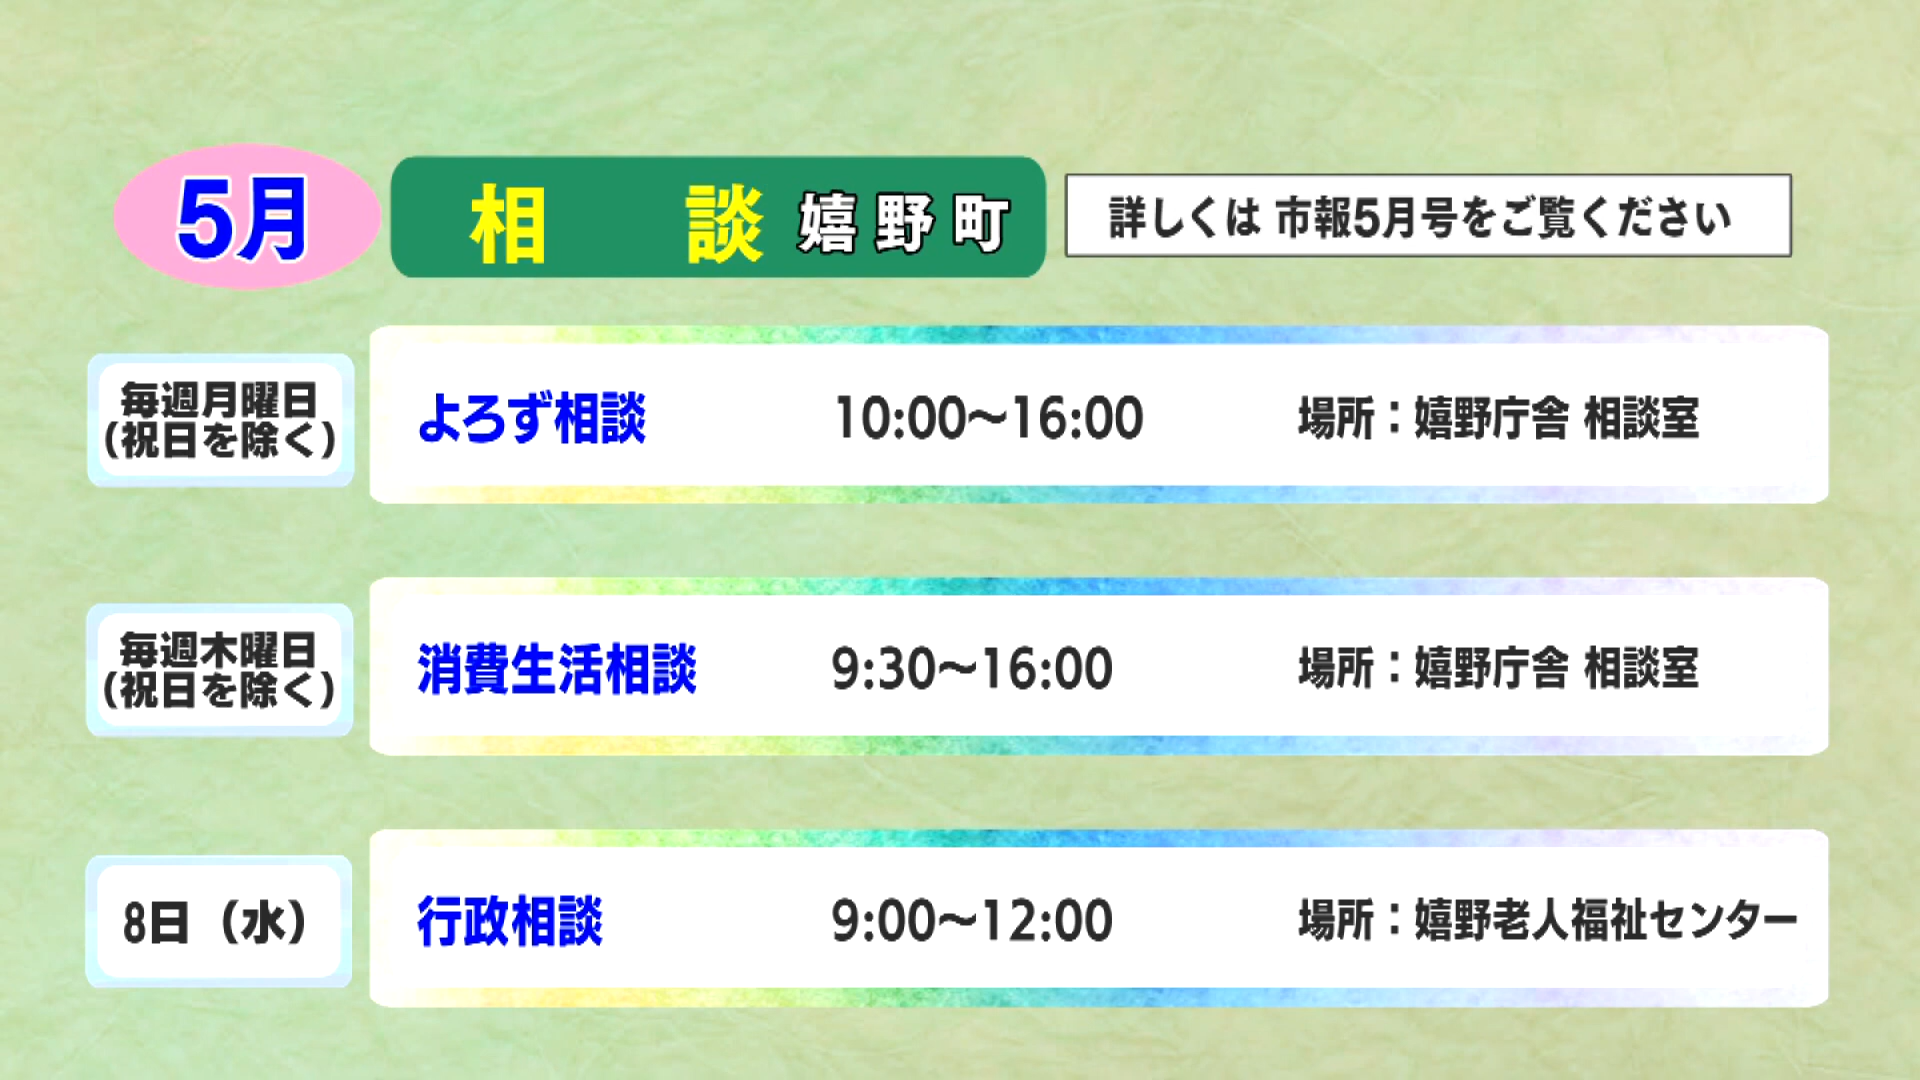 5月
相 談 嬉野町
詳しくは 市報5月号をご覧ください
毎週月曜日
(祝日を除く)
よろず相談 10:00～16:00 場所：嬉野庁舎 相談室
毎週木曜日
(祝日を除く)
消費生活相談 9:30～16:00 場所：嬉野庁舎 相談室
8日（水）
行政相談 9:00～12:00 場所：嬉野老人福祉センター